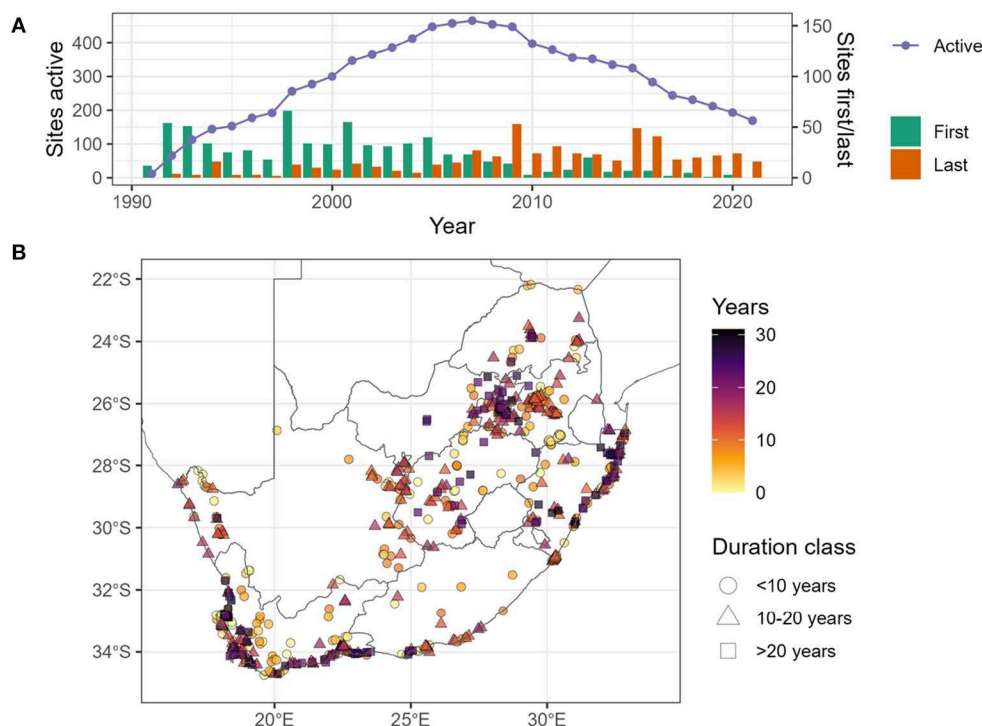 A
Sites active
400
300
200
100
0
150
100
50
0
Sites first/last
1990
2000
2010
2020
Year
Active
First
Last
B
22°S
24°S
26°S
28°S
30°S
32°S
34°S
20°E
25°E
30°E
Years
30
20
10
0
Duration class
<10 years
10-20 years
>20 years